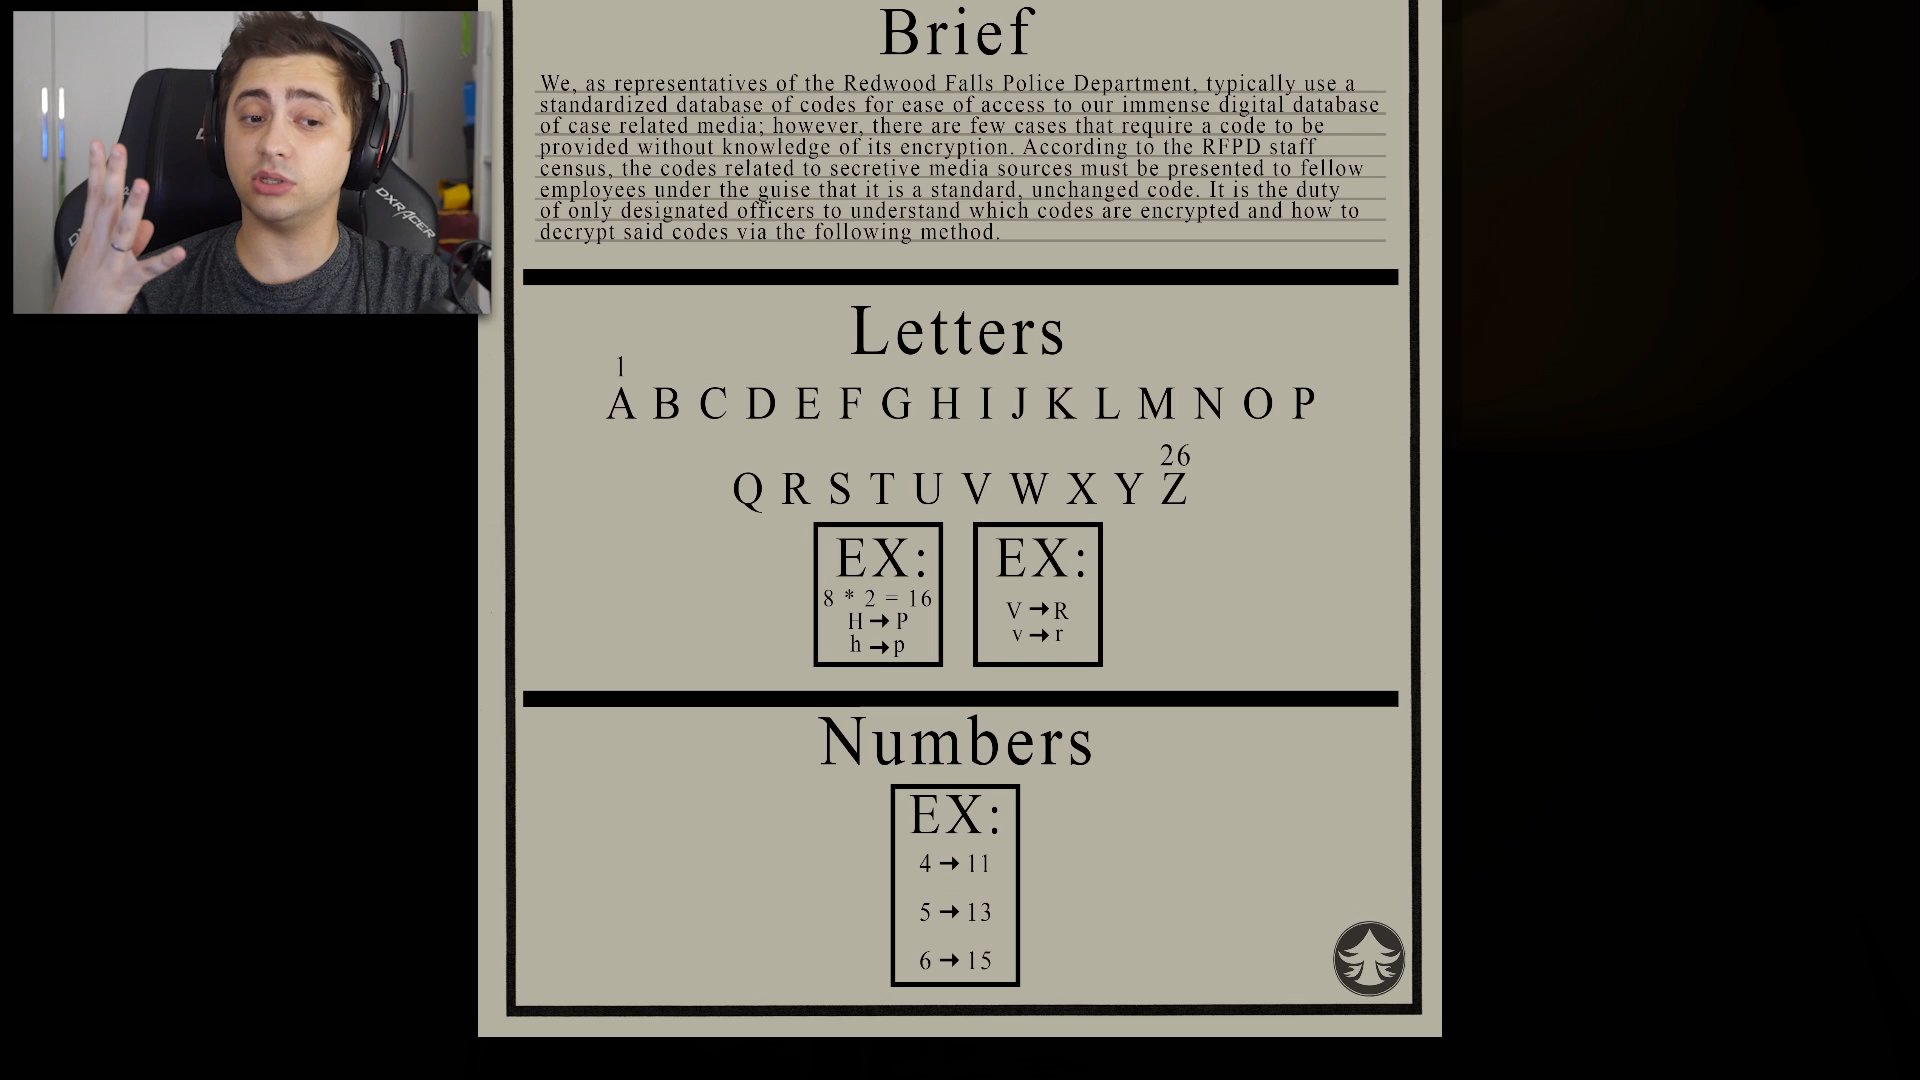 Brief
We, as representatives of the Redwood Falls Police Department, typically use a
standardized database of codes for ease of access to our immense digital database
of case related media; however, there are few cases that require a code to be
provided without knowledge of its encryption. According to the RFPD staff
census, the codes related to secretive media sources must be presented to fellow
employees under the guise that it is a standard, unchanged code. It is the duty
of only designated officers to understand which codes are encrypted and how to
decrypt said codes via the following method.
Letters
1
A B C D E F G H I J K L M N O P
26
Q R S T U V W X Y Z
EX:
8 * 2 = 16
H → P
h → p
EX:
V → R
v → r
Numbers
EX:
4 → 11
5 → 13
6 → 15
DXRACER